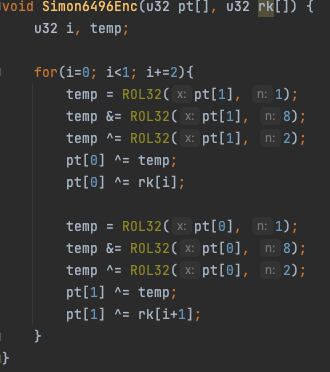 void Simon6496Enc(u32 pt[], u32 rk[]) {
u32 i, temp;
for(i=0; i<1; i+=2){
temp = ROL32( x: pt[1], n: 1);
temp &= ROL32( x: pt[1], n: 8);
temp ^= ROL32( x: pt[1], n: 2);
pt[0] ^= temp;
pt[0] ^= rk[i];
temp = ROL32( x: pt[0], n: 1);
temp &= ROL32( x: pt[0], n: 8);
temp ^= ROL32( x: pt[0], n: 2);
pt[1] ^= temp;
pt[1] ^= rk[i+1];
}
}